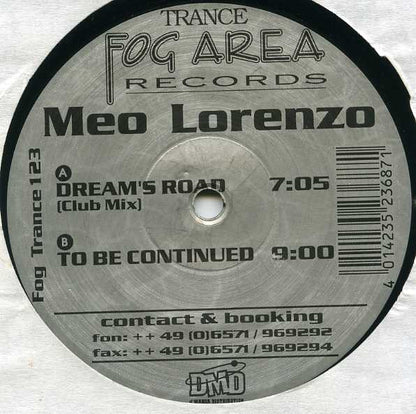 TRANCE
FOG AREA
RECORDS
Meo Lorenzo
A
DREAM'S ROAD 7:05
(Club Mix)
B
TO BE CONTINUED 9:00
Fog Trance 123
4 014235 236871
contact & booking
fon: ++ 49 (0)6571 / 969292
fax: ++ 49 (0)6571 / 969294
DMD